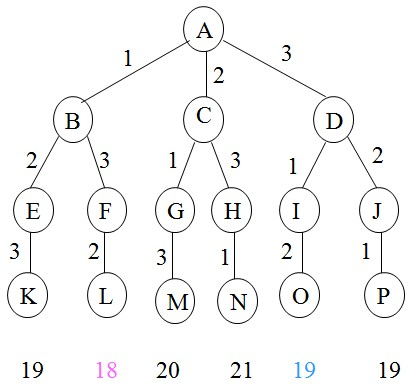 A
1 2 3
B C D
2 3 1 3 1 2
E F G H I J
3 2 3 1 2 1
K L M N O P
19 18 20 21 19 19